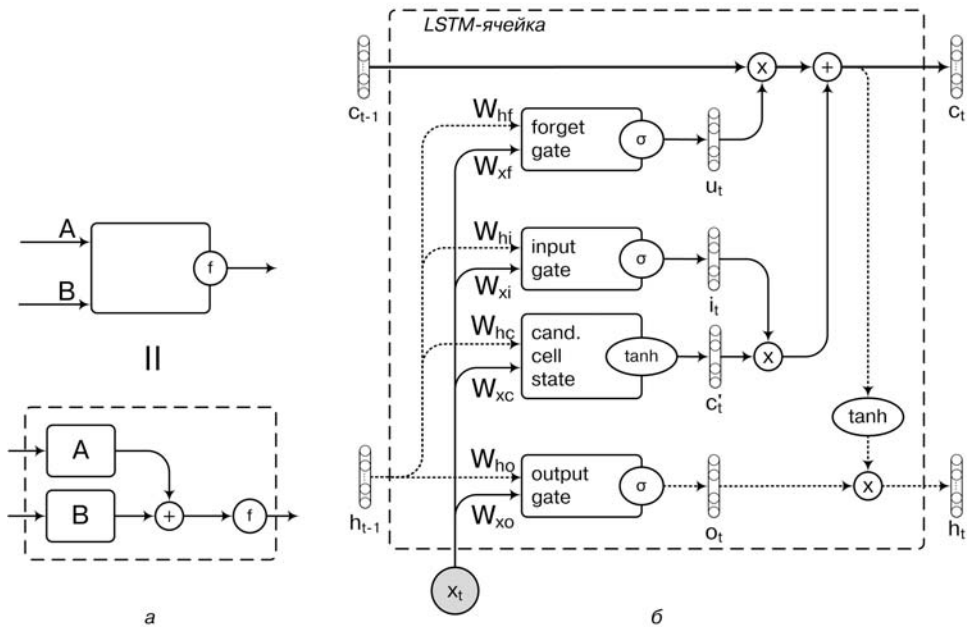 LSTM-ячейка
c t-1
c t
W hf
W xf
forget
gate
σ
u t
x
+
A
B
f
W hi
W xi
input
gate
σ
i t
W hc
W xc
cand.
cell
state
tanh
c' t
x
tanh
A
B
+
f
h t-1
W ho
W xo
output
gate
σ
o t
x
h t
x t
а
б